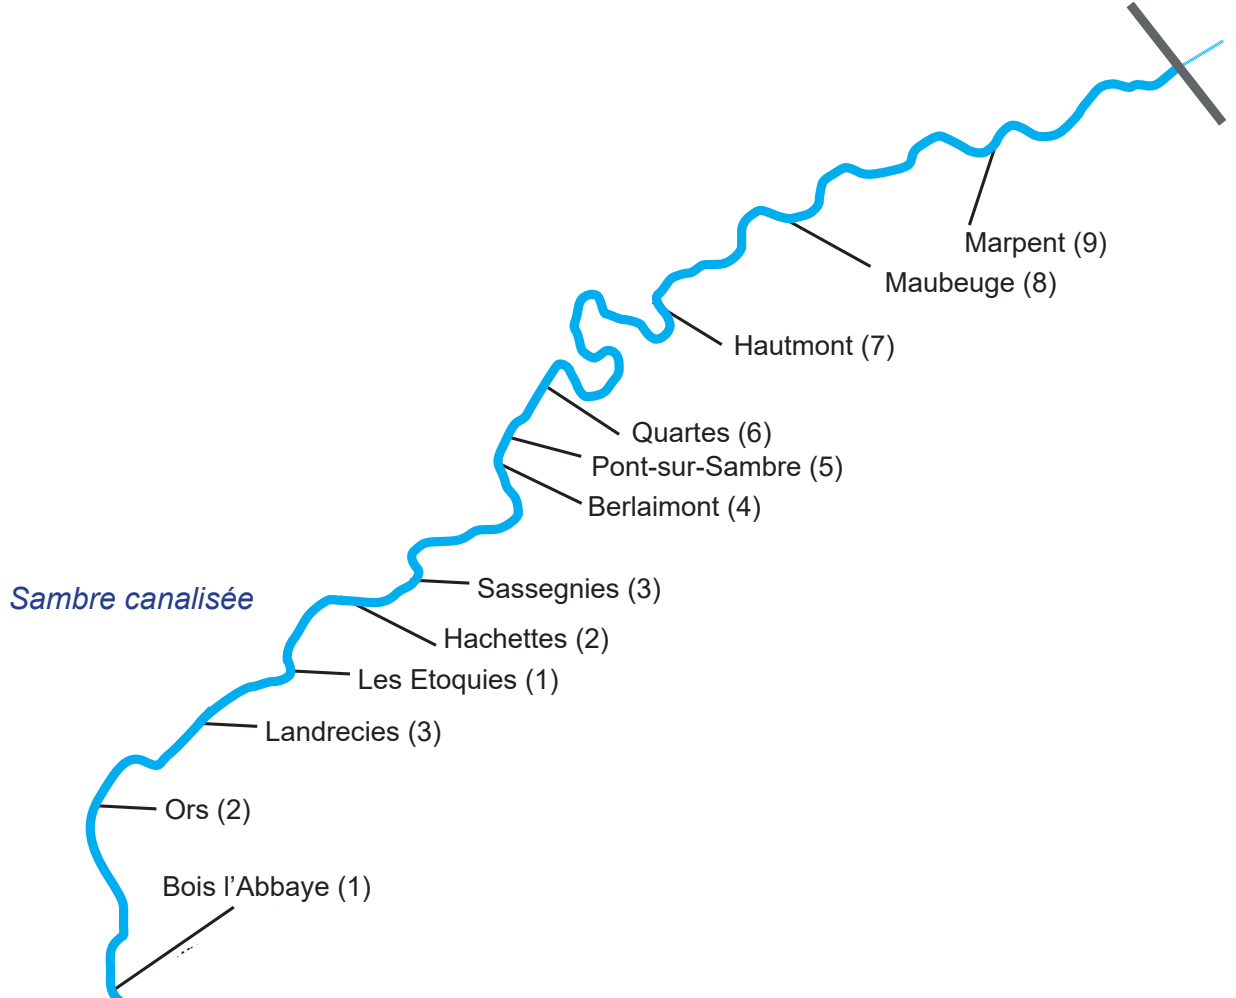 Marpent (9)
Maubeuge (8)
Hautmont (7)
Quartes (6)
Pont-sur-Sambre (5)
Berlaimont (4)
Sassegnies (3)
Sambre canalisée
Hachettes (2)
Les Etoquies (1)
Landrecies (3)
Ors (2)
Bois l’Abbaye (1)